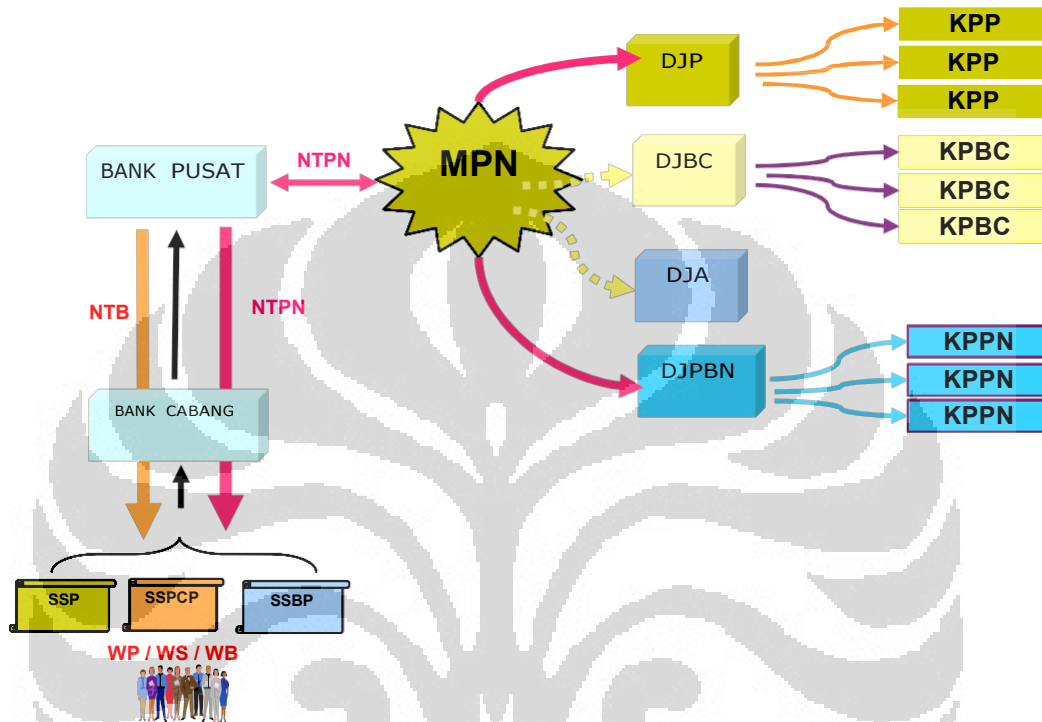 KPP
DJP
KPP
KPP
NTPN
MPN
BANK PUSAT
DJBC
KPBC
KPBC
KPBC
NTB
NTPN
DJA
BANK CABANG
DJPBN
KPPN
KPPN
KPPN
SSP
SSPCP
SSBP
WP / WS / WB